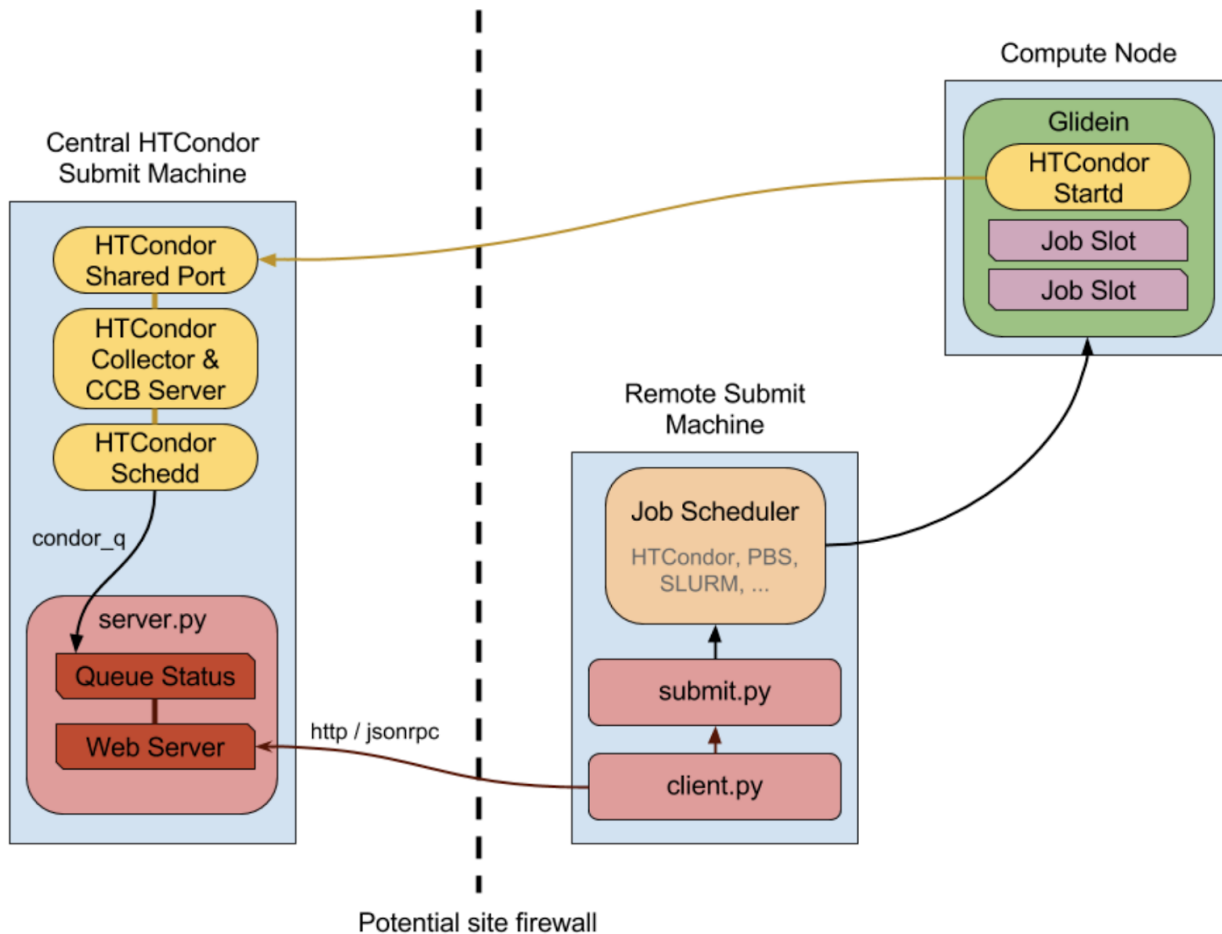 Compute Node
Glidein
HTCondor
Startd
Job Slot
Job Slot
Central HTCondor
Submit Machine
HTCondor
Shared Port
HTCondor
Collector &
CCB Server
HTCondor
Schedd
condor_q
server.py
Queue Status
Web Server
http / jsonrpc
Remote Submit
Machine
Job Scheduler
HTCondor, PBS,
SLURM, ...
submit.py
client.py
Potential site firewall